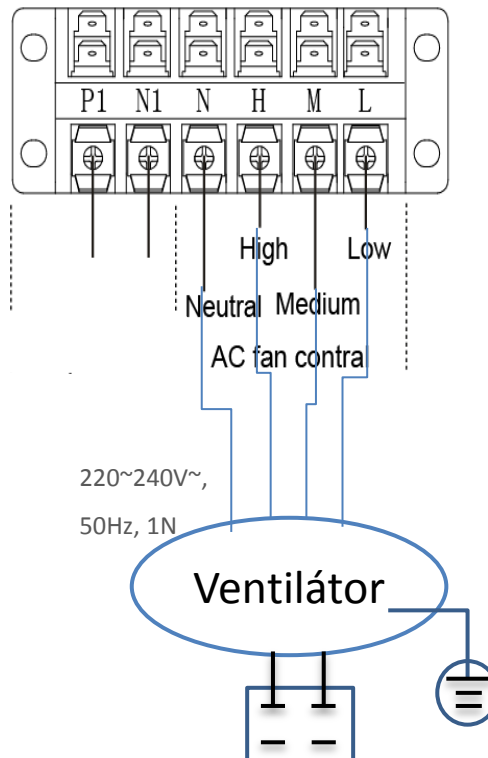 P1 N1 N H M L
High Low
Neutral Medium
AC fan contral
220~240V~,
50Hz, 1N
Ventilátor